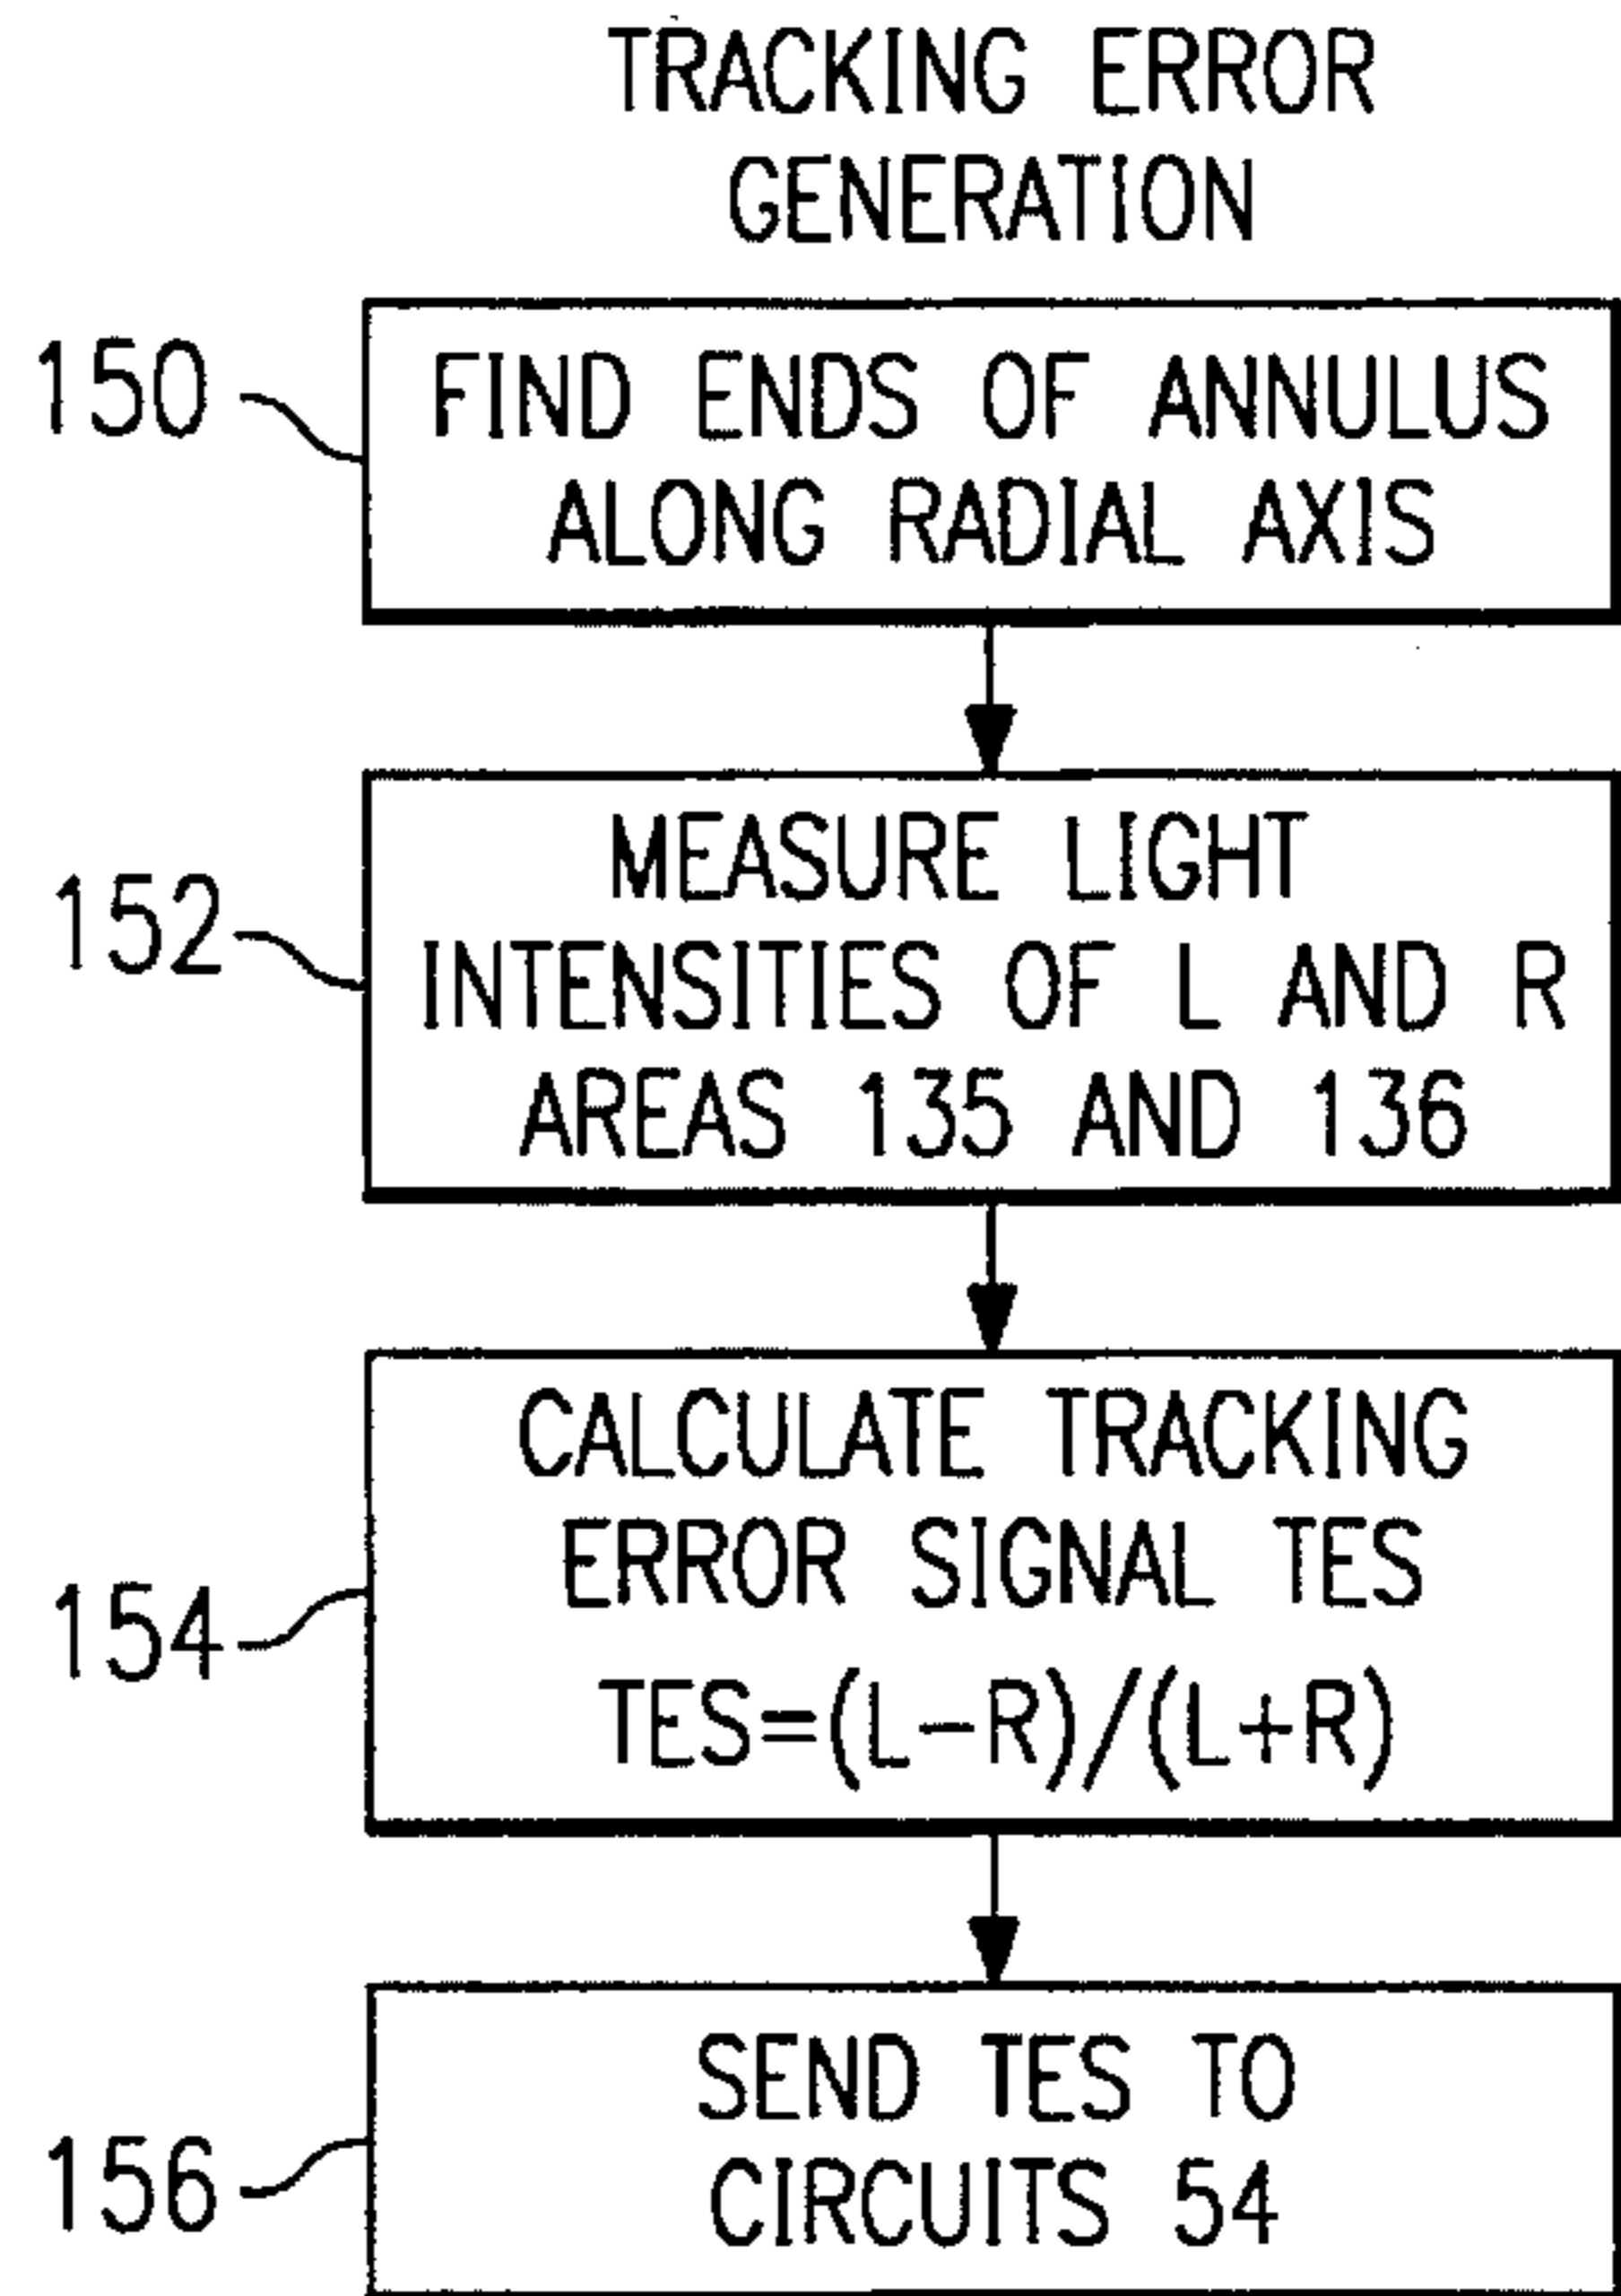 TRACKING ERROR
GENERATION
150
FIND ENDS OF ANNULUS
ALONG RADIAL AXIS
152
MEASURE LIGHT
INTENSITIES OF L AND R
AREAS 135 AND 136
154
CALCULATE TRACKING
ERROR SIGNAL TES
TES=(L-R)/(L+R)
156
SEND TES TO
CIRCUITS 54